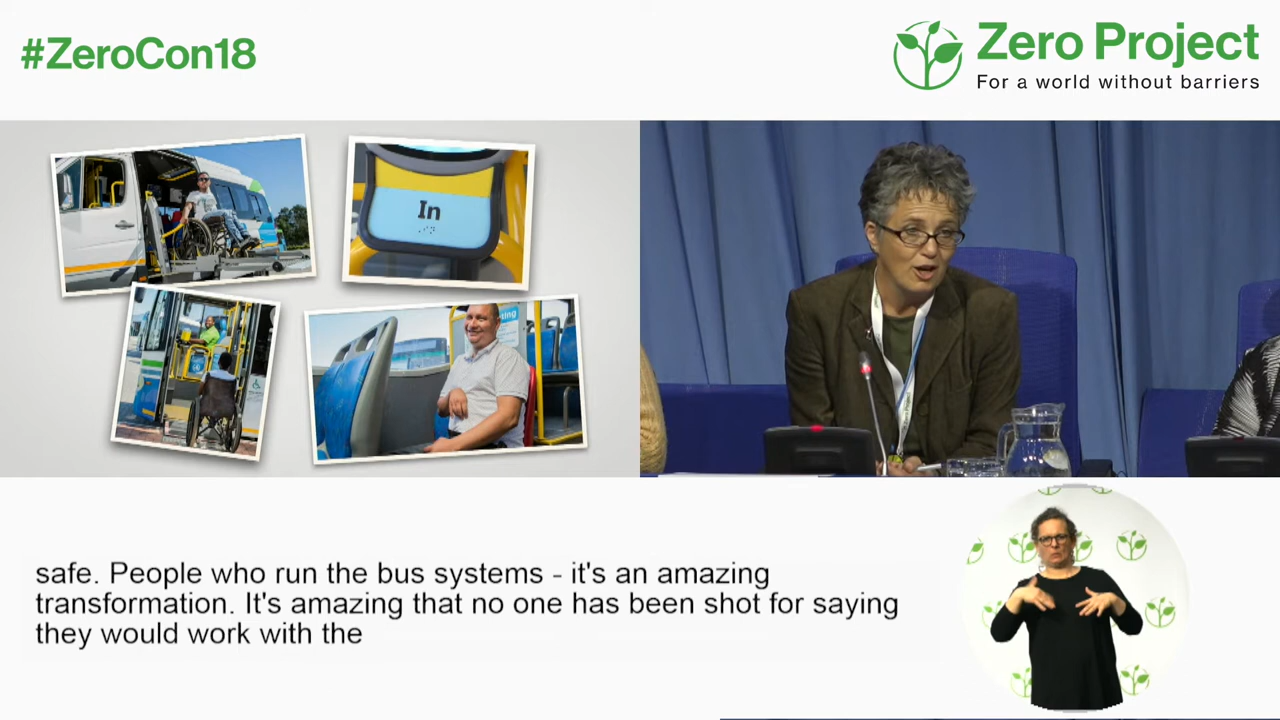 #ZeroCon18
Zero Project
For a world without barriers
In
safe. People who run the bus systems - it's an amazing
transformation. It's amazing that no one has been shot for saying
they would work with the